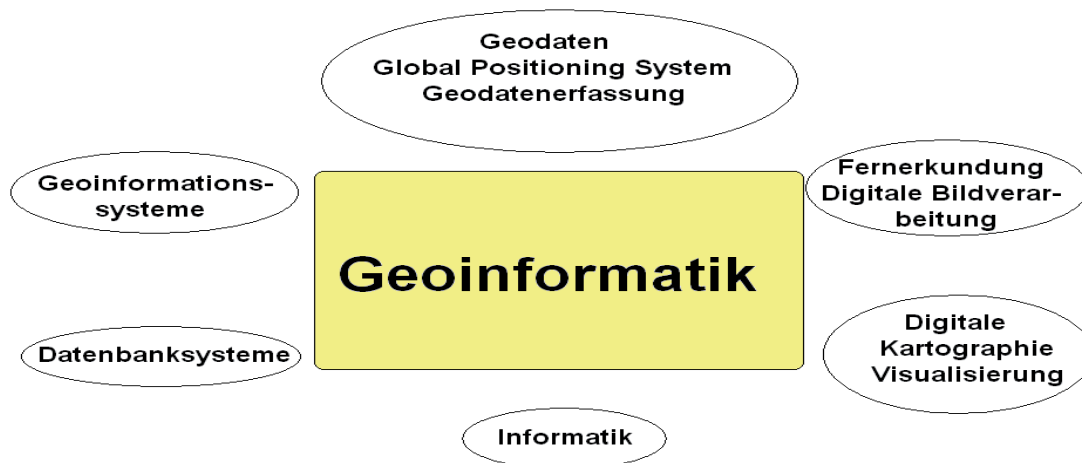 Geodaten
Global Positioning System
Geodatenerfassung
Geoinformations-
systeme
Fernerkundung
Digitale Bildverar-
beitung
Geoinformatik
Datenbanksysteme
Digitale
Kartographie
Visualisierung
Informatik